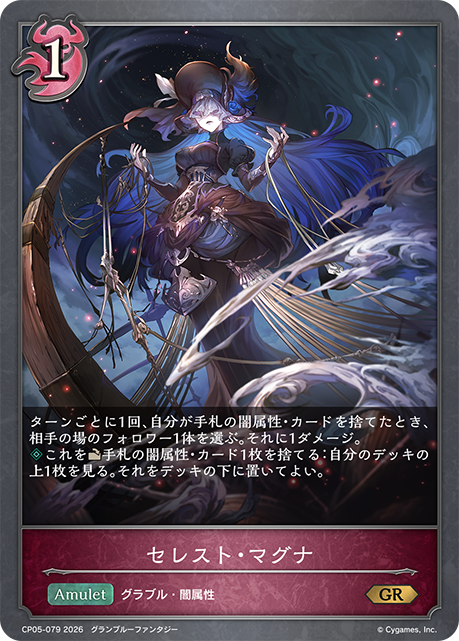 1
ターンごとに1回、自分が手札の闇属性・カードを捨てたとき、
相手の場のフォロワー1体を選ぶ。それに1ダメージ。
これを手札の闇属性・カード1枚を捨てる：自分のデッキの
上1枚を見る。それをデッキの下に置いてよい。
セレスト・マグナ
Amulet グラブル・闇属性 GR
CP05-079 2026 グランブルーファンタジー © Cygames, Inc.